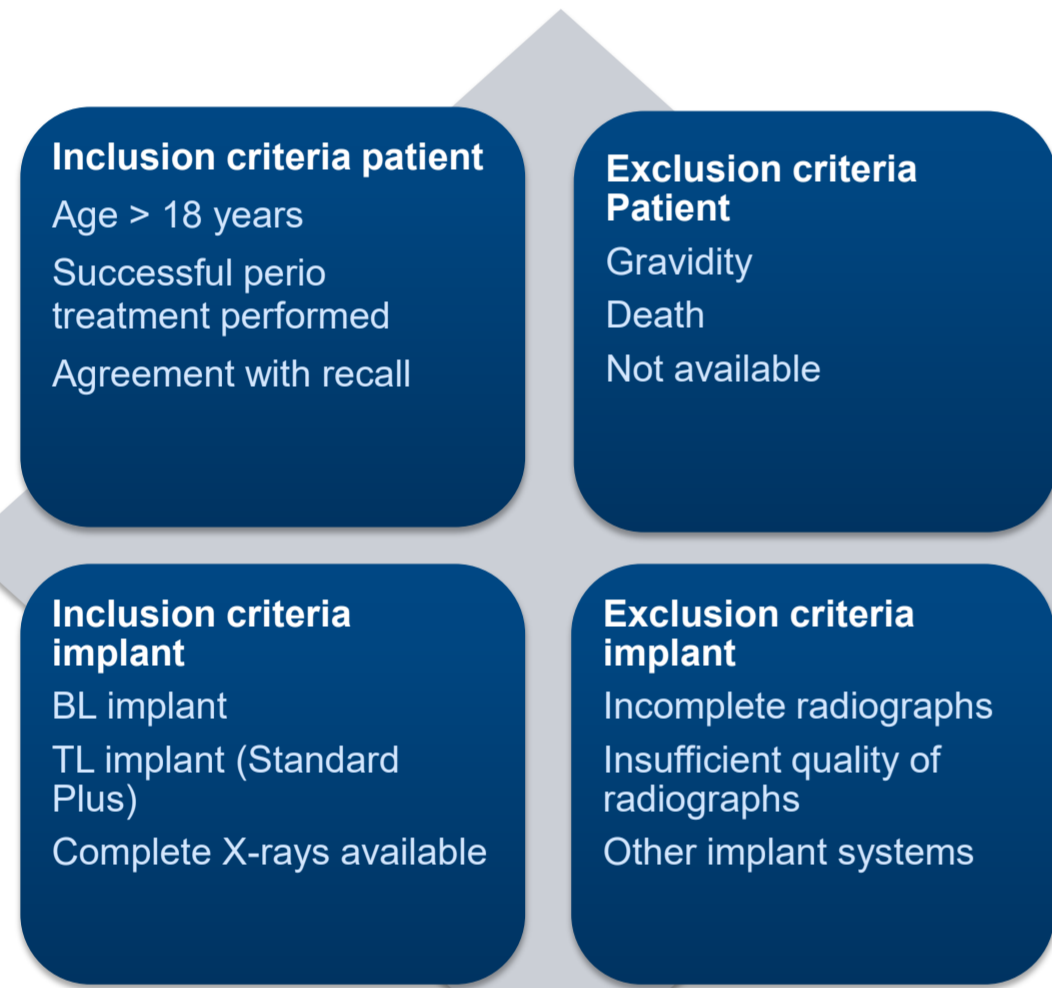 Inclusion criteria patient
Age > 18 years
Successful perio
treatment performed
Agreement with recall
Exclusion criteria
Patient
Gravidity
Death
Not available
Inclusion criteria
implant
BL implant
TL implant (Standard
Plus)
Complete X-rays available
Exclusion criteria
implant
Incomplete radiographs
Insufficient quality of
radiographs
Other implant systems